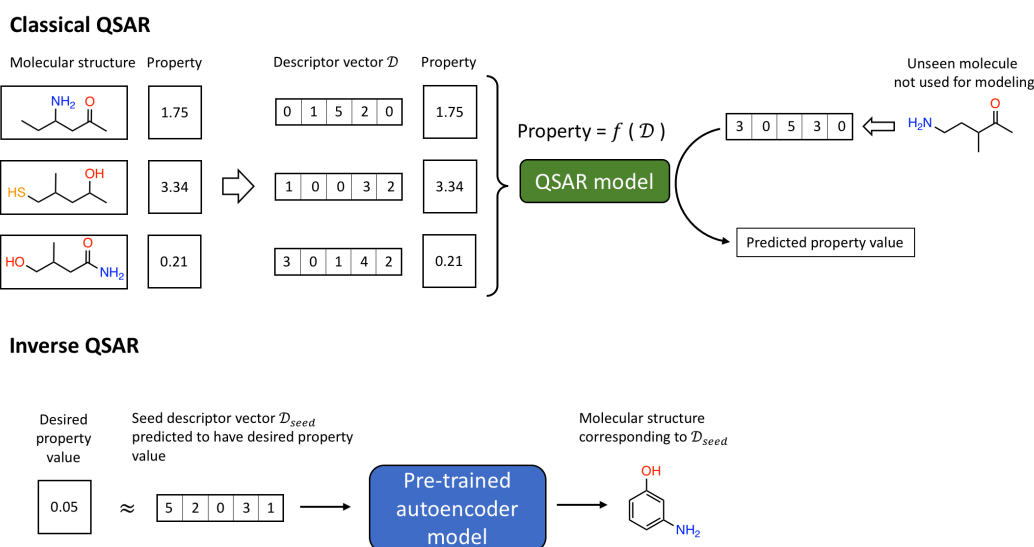 Classical QSAR
Molecular structure
Property
Descriptor vector 𝒟
Property
Unseen molecule
not used for modeling
NH₂
O
1.75
0 1 5 2 0
1.75
Property = f ( 𝒟 )
3 0 5 3 0
H₂N
O
HS
OH
3.34
1 0 0 3 2
3.34
QSAR model
HO
O
NH₂
0.21
3 0 1 4 2
0.21
Predicted property value
Inverse QSAR
Desired
property
value
Seed descriptor vector 𝒟seed
predicted to have desired property
value
Molecular structure
corresponding to 𝒟seed
0.05
≈
5 2 0 3 1
Pre-trained
autoencoder
model
OH
NH₂